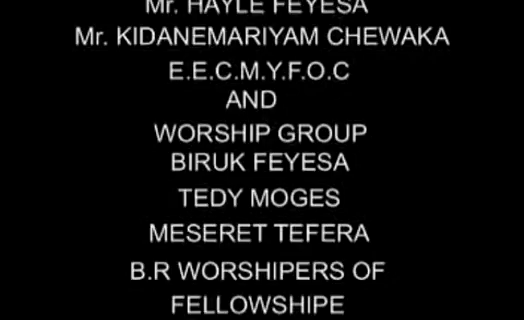 Mr. HAYLE FEYESA
Mr. KIDANEMARIYAM CHEWAKA
E.E.C.M.Y.F.O.C
AND
WORSHIP GROUP
BIRUK FEYESA
TEDY MOGES
MESERET TEFERA
B.R WORSHIPERS OF
FELLOWSHIPE